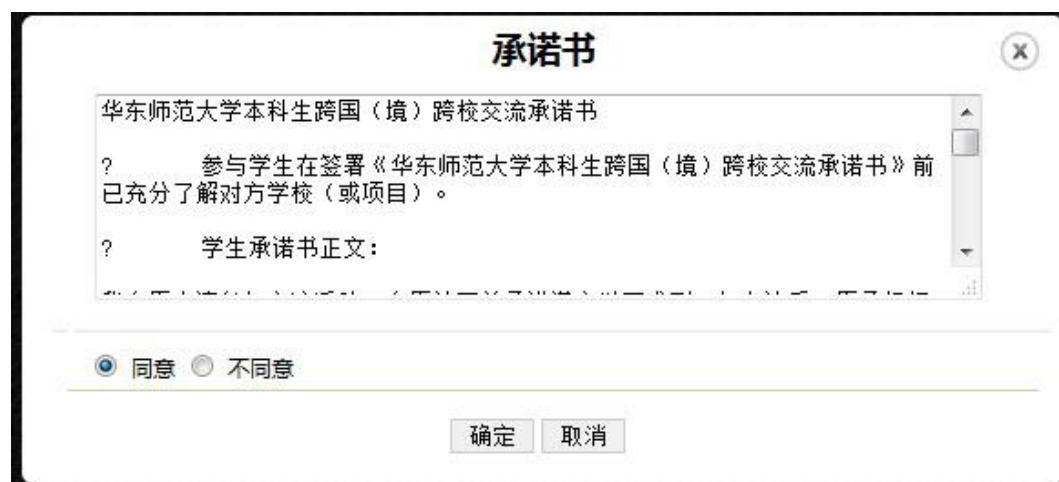 承诺书
华东师范大学本科生跨国（境）跨校交流承诺书
? 参与学生在签署《华东师范大学本科生跨国（境）跨校交流承诺书》前
已充分了解对方学校（或项目）。
? 学生承诺书正文：
同意 不同意
确定 取消